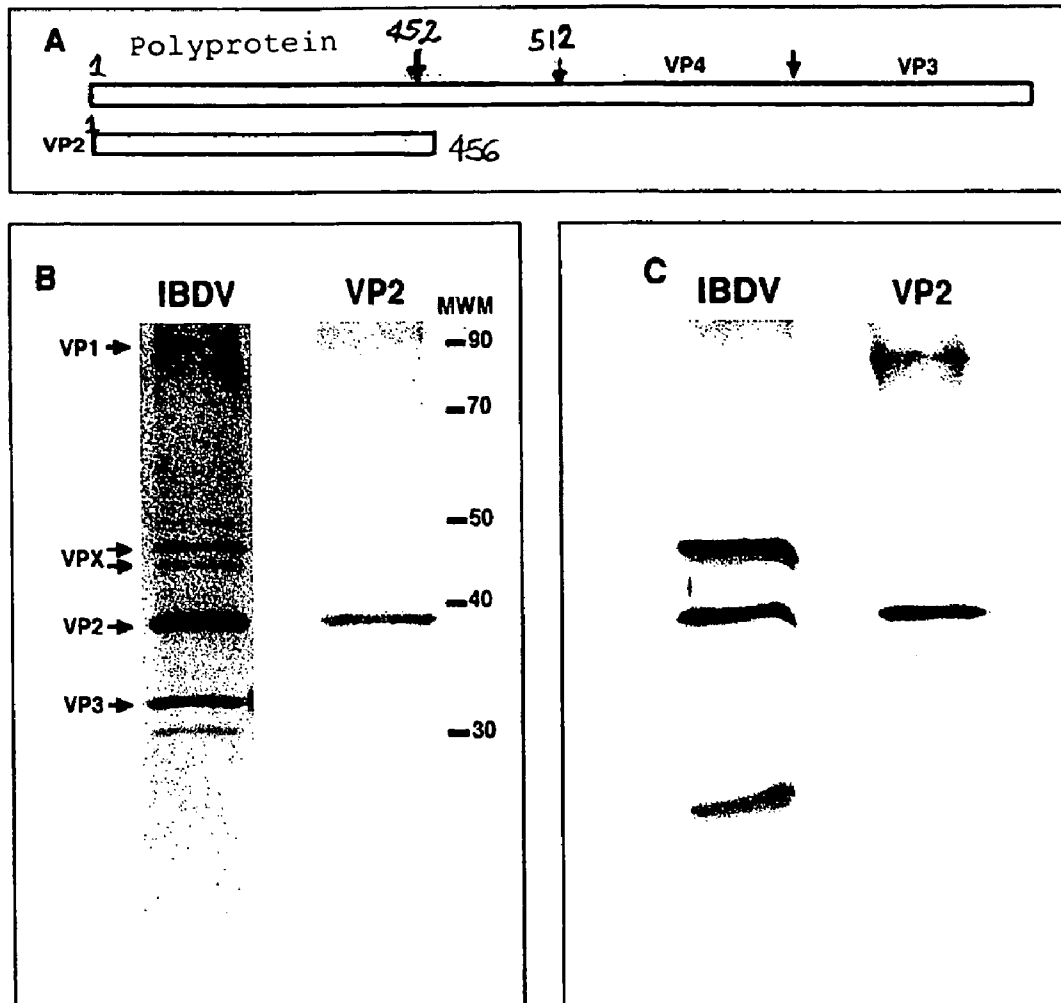 A Polyprotein 452 512
1 VP4 VP3
1
VP2 456
B IBDV VP2 MWM
VP1 90
70
50
VPX
40
VP2
VP3
30
C IBDV VP2